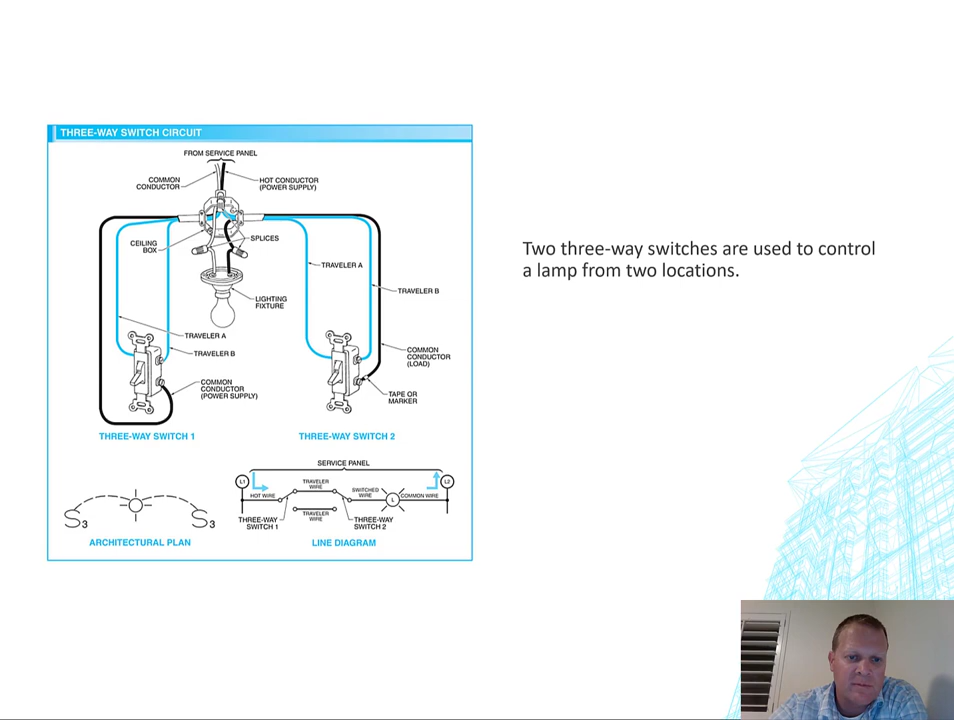 THREE-WAY SWITCH CIRCUIT
FROM SERVICE PANEL
COMMON
CONDUCTOR
HOT CONDUCTOR
(POWER SUPPLY)
CEILING
BOX
SPLICES
TRAVELER A
TRAVELER B
LIGHTING
FIXTURE
TRAVELER A
TRAVELER B
COMMON
CONDUCTOR
(LOAD)
COMMON
CONDUCTOR
(POWER SUPPLY)
TAPE OR
MARKER
THREE-WAY SWITCH 1
THREE-WAY SWITCH 2
Two three-way switches are used to control
a lamp from two locations.
SERVICE PANEL
L1
L2
HOT WIRE
TRAVELER
WIRE
SWITCHED
WIRE
L
COMMON WIRE
TRAVELER
WIRE
THREE-WAY
SWITCH 1
THREE-WAY
SWITCH 2
S3
S3
ARCHITECTURAL PLAN
LINE DIAGRAM